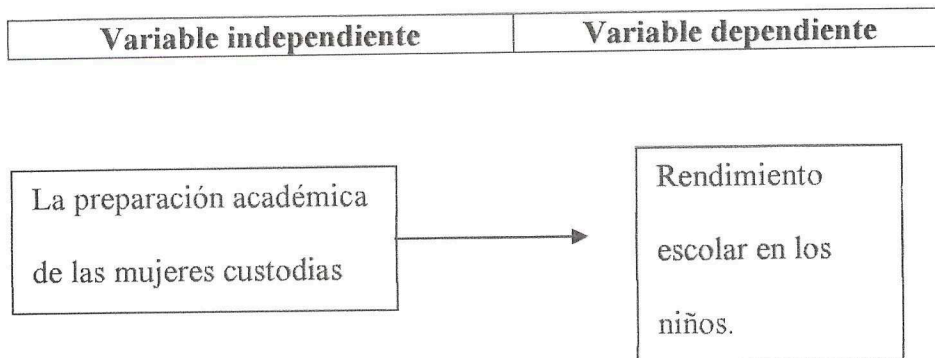 Variable independiente
Variable dependiente
La preparación académica
de las mujeres custodias
Rendimiento
escolar en los
niños.